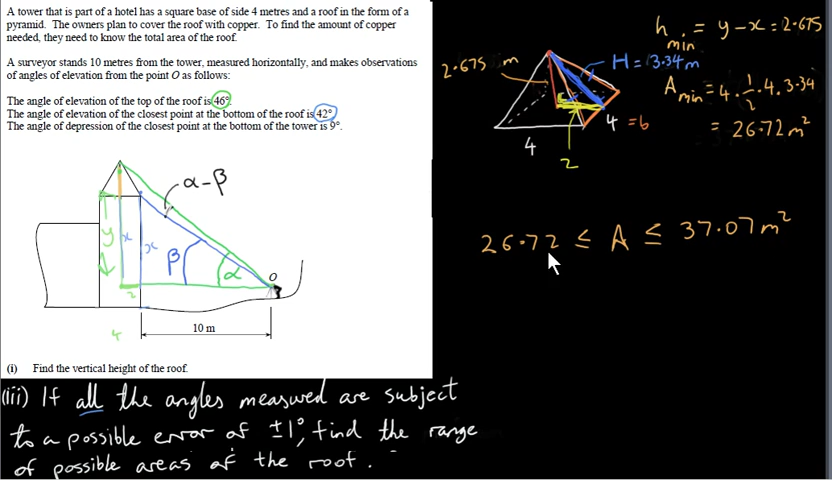 A tower that is part of a hotel has a square base of side 4 metres and a roof in the form of a
pyramid. The owners plan to cover the roof with copper. To find the amount of copper
needed, they need to know the total area of the roof.
A surveyor stands 10 metres from the tower, measured horizontally, and makes observations
of angles of elevation from the point O as follows:
The angle of elevation of the top of the roof is 46°.
The angle of elevation of the closest point at the bottom of the roof is 42°.
The angle of depression of the closest point at the bottom of the tower is 9°.
α-β
y
x
x
β
α
O
2
4
10 m
(i) Find the vertical height of the roof.
(iii) If all the angles measured are subject
to a possible error of ±1°, find the range
of possible areas of the roof.
h min = y-x = 2.675
2.675 m
H = 3.34 m
A min = 4.½.4.3.34
= 26.72 m²
4 = b
4
2
26.72 ≤ A ≤ 37.07 m²